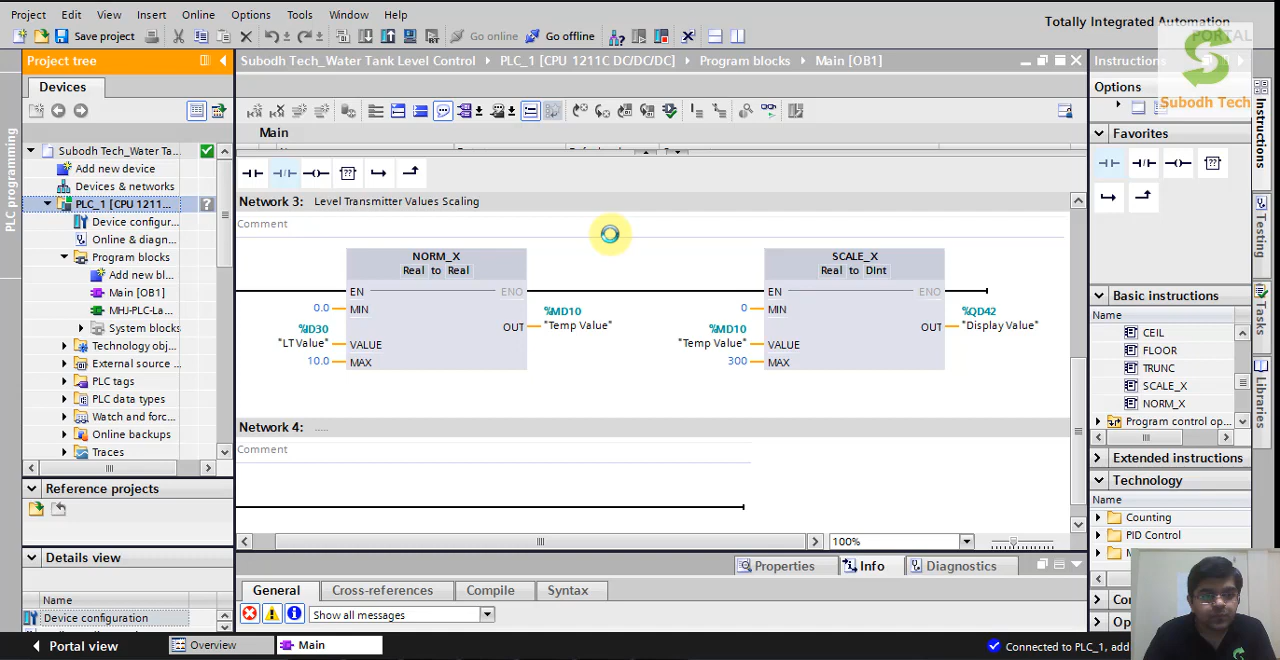 Project Edit View Insert Online Options Tools Window Help
Totally Integrated Automation
PORTAL
Save project
Go online Go offline
Subodh Tech
Project tree
Subodh Tech_Water Tank Level Control
PLC_1 [CPU 1211C DC/DC/DC]
Program blocks
Main [OB1]
Instructions
Devices
Options
Main
Favorites
PLC programming
Subodh Tech_Water Ta...
Add new device
Devices & networks
PLC_1 [CPU 1211...
Device configur...
Online & diagn...
Program blocks
Add new bl...
Main [OB1]
MHJ-PLC-La...
System blocks
Technology obj...
External source ...
PLC tags
PLC data types
Watch and forc...
Online backups
Traces
Reference projects
Details view
Name
Device configuration
Network 3: Level Transmitter Values Scaling
Comment
NORM_X
Real to Real
EN ENO
0.0 MIN
%ID30
"LT Value" VALUE
10.0 MAX
OUT
%MD10
"Temp Value"
SCALE_X
Real to DInt
EN ENO
0 MIN
%MD10
"Temp Value" VALUE
300 MAX
OUT
%QD42
"Display Value"
Network 4: .....
Comment
100%
Properties Info Diagnostics
General Cross-references Compile Syntax
Show all messages
Basic instructions
Name
CEIL
FLOOR
TRUNC
SCALE_X
NORM_X
Program control op...
Extended instructions
Technology
Name
Counting
PID Control
Instructions
Testing
Tasks
Libraries
Portal view Overview Main
Connected to PLC_1, add